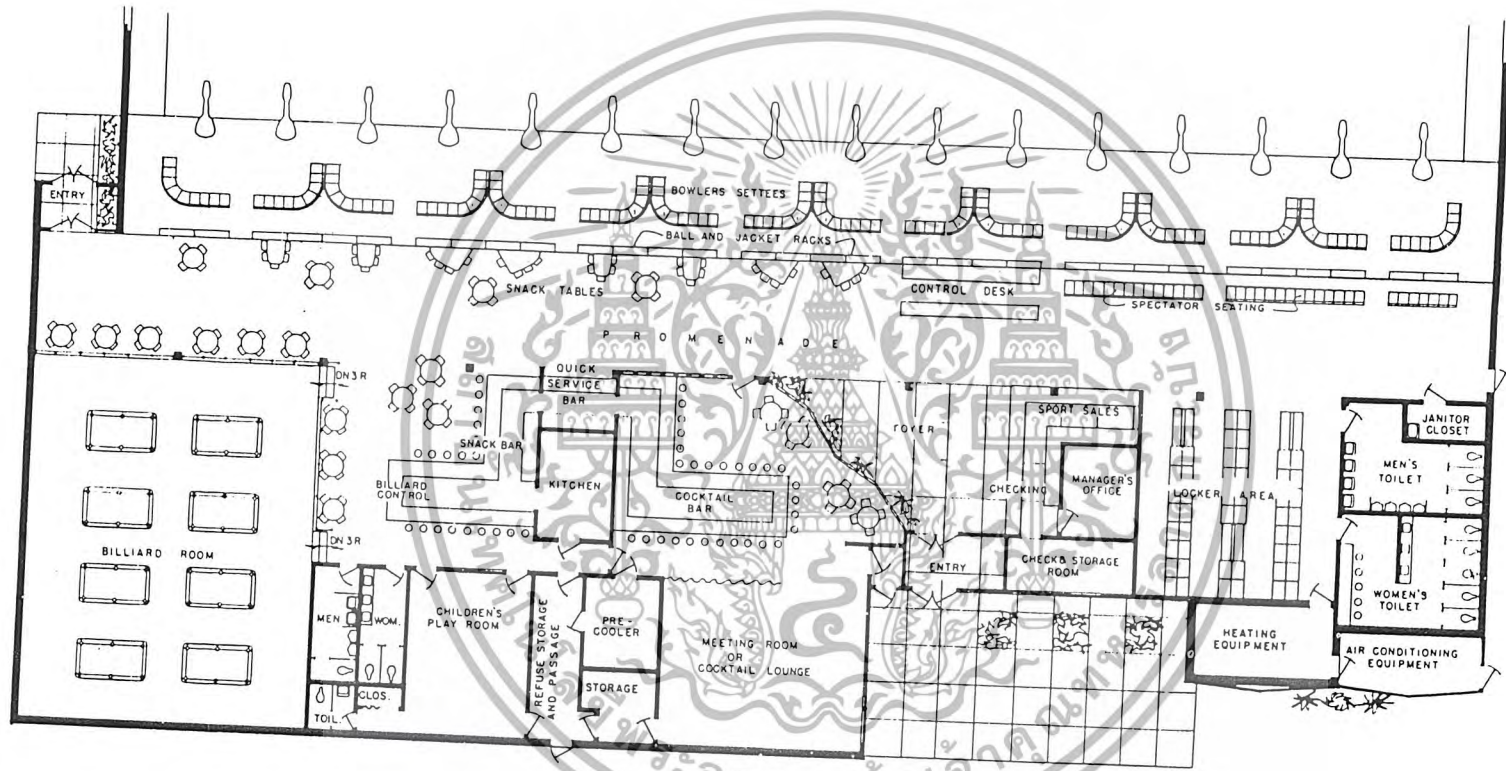 ENTRY
BOWLERS SETTEES
BALL AND JACKET RACKS
SNACK TABLES
CONTROL DESK
SPECTATOR SEATING
PROMENADE
DN 3 R
QUICK
SERVICE
BAR
SNACK BAR
BILLIARD
CONTROL
KITCHEN
COCKTAIL
BAR
FOYER
SPORT SALES
CHECKING
MANAGER'S
OFFICE
LOCKER AREA
JANITOR
CLOSET
MEN'S
TOILET
BILLIARD ROOM
DN 3 R
ENTRY
CHECK & STORAGE
ROOM
WOMEN'S
TOILET
MEN
WOM.
CHILDREN'S
PLAY ROOM
REFUSE STORAGE
AND PASSAGE
PRE-
COOLER
MEETING ROOM
OR
COCKTAIL LOUNGE
HEATING
EQUIPMENT
AIR CONDITIONING
EQUIPMENT
STORAGE
CLOS.
TOIL.